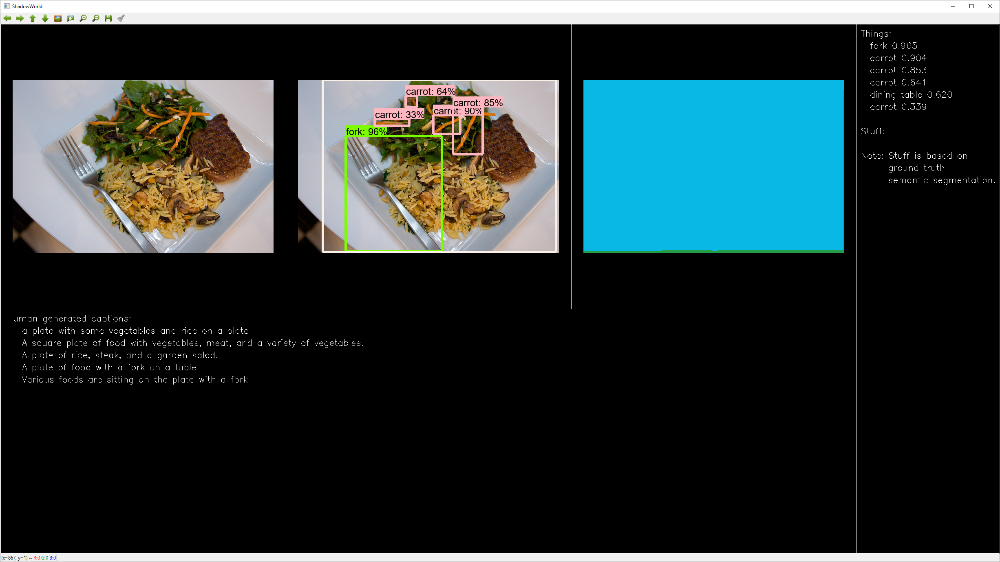 ShadowWorld
carrot: 64%
carrot: 85%
carrot: 90%
carrot: 33%
fork: 96%
Things:
fork 0.965
carrot 0.904
carrot 0.853
carrot 0.641
dining table 0.620
carrot 0.339
Stuff:
Note: Stuff is based on
ground truth
semantic segmentation.
Human generated captions:
a plate with some vegetables and rice on a plate
A square plate of food with vegetables, meat, and a variety of vegetables.
A plate of rice, steak, and a garden salad.
A plate of food with a fork on a table
Various foods are sitting on the plate with a fork
(x=867, y=1) ~ R:0 G:0 B:0